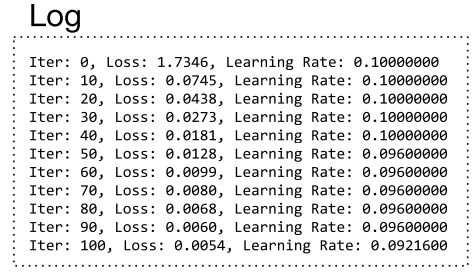 Log
Iter: 0, Loss: 1.7346, Learning Rate: 0.10000000
Iter: 10, Loss: 0.0745, Learning Rate: 0.10000000
Iter: 20, Loss: 0.0438, Learning Rate: 0.10000000
Iter: 30, Loss: 0.0273, Learning Rate: 0.10000000
Iter: 40, Loss: 0.0181, Learning Rate: 0.10000000
Iter: 50, Loss: 0.0128, Learning Rate: 0.09600000
Iter: 60, Loss: 0.0099, Learning Rate: 0.09600000
Iter: 70, Loss: 0.0080, Learning Rate: 0.09600000
Iter: 80, Loss: 0.0068, Learning Rate: 0.09600000
Iter: 90, Loss: 0.0060, Learning Rate: 0.09600000
Iter: 100, Loss: 0.0054, Learning Rate: 0.0921600